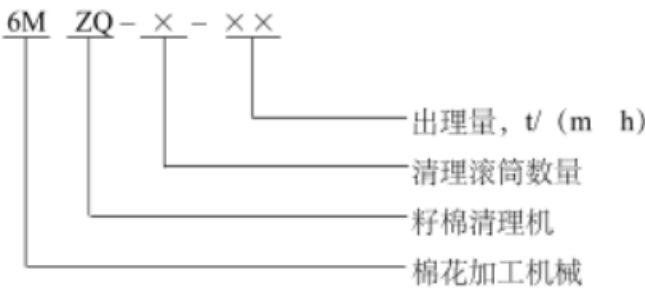 6M ZQ – × – ××
出理量，t/（m h）
清理滚筒数量
籽棉清理机
棉花加工机械